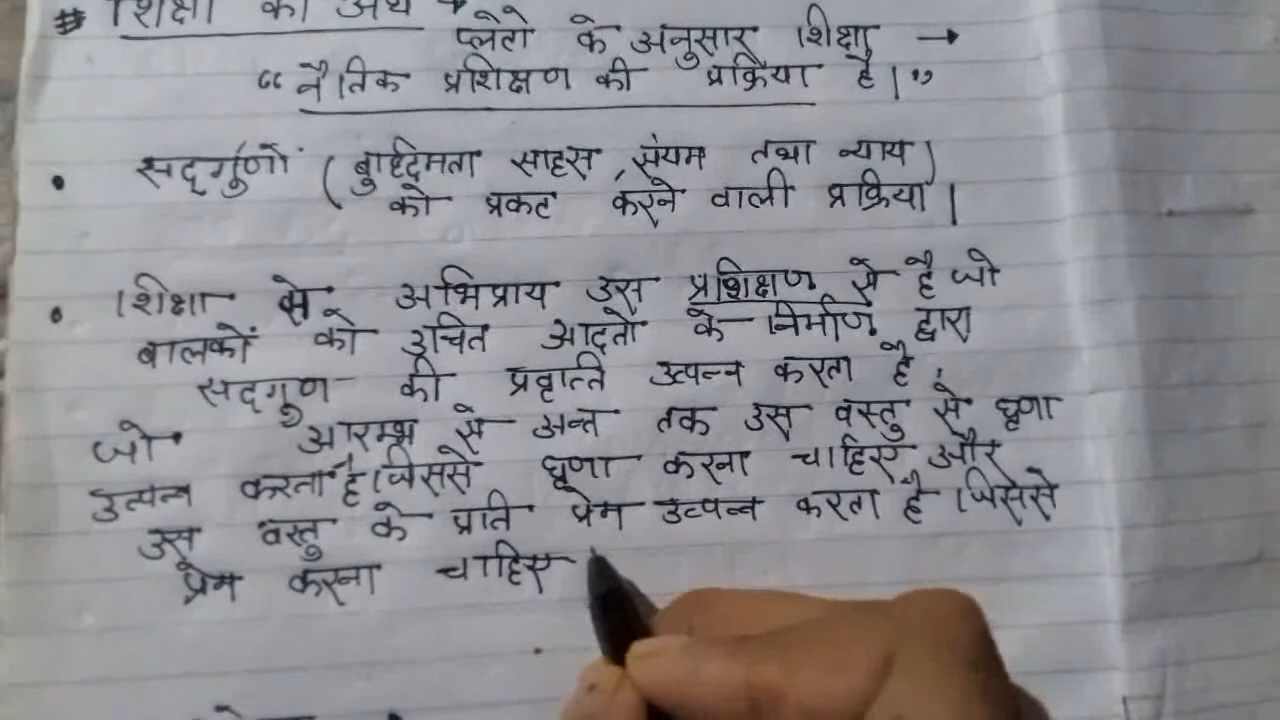 # शिक्षा का अर्थ →
प्लेटो के अनुसार शिक्षा →
“ नैतिक प्रशिक्षण की प्रक्रिया है।”
• सद्गुणों (बुद्धिमता साहस, संयम तथा न्याय)
को प्रकट करने वाली प्रक्रिया।
• शिक्षा से अभिप्राय उस प्रशिक्षण से है जो
बालकों को उचित आदतों के निर्माण द्वारा
सद्गुण की प्रवृत्ति उत्पन्न करता है,
जो आरम्भ से अन्त तक उस वस्तु से घृणा
उत्पन्न करता है जिससे घृणा करना चाहिए और
उस वस्तु के प्रति प्रेम उत्पन्न करता है जिससे
प्रेम करना चाहिए